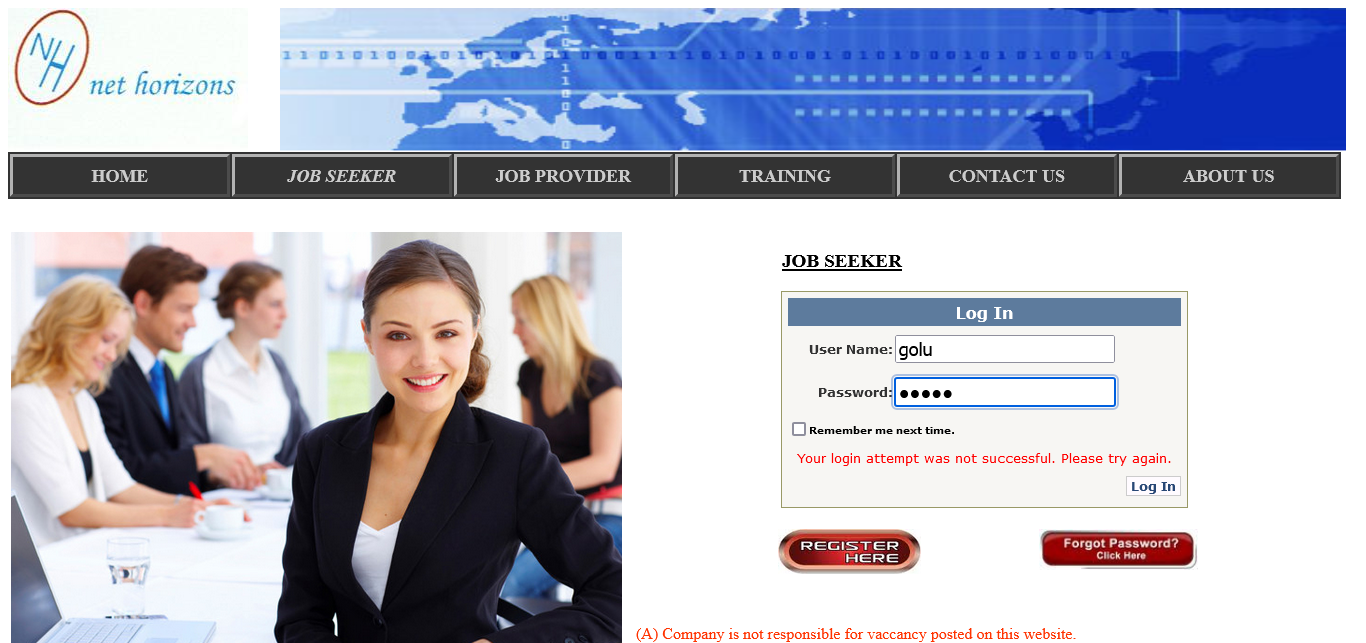 NH
net horizons
HOME
JOB SEEKER
JOB PROVIDER
TRAINING
CONTACT US
ABOUT US
JOB SEEKER
Log In
User Name: golu
Password: •••••
Remember me next time.
Your login attempt was not successful. Please try again.
Log In
REGISTER
HERE
Forgot Password?
Click Here
(A) Company is not responsible for vaccancy posted on this website.